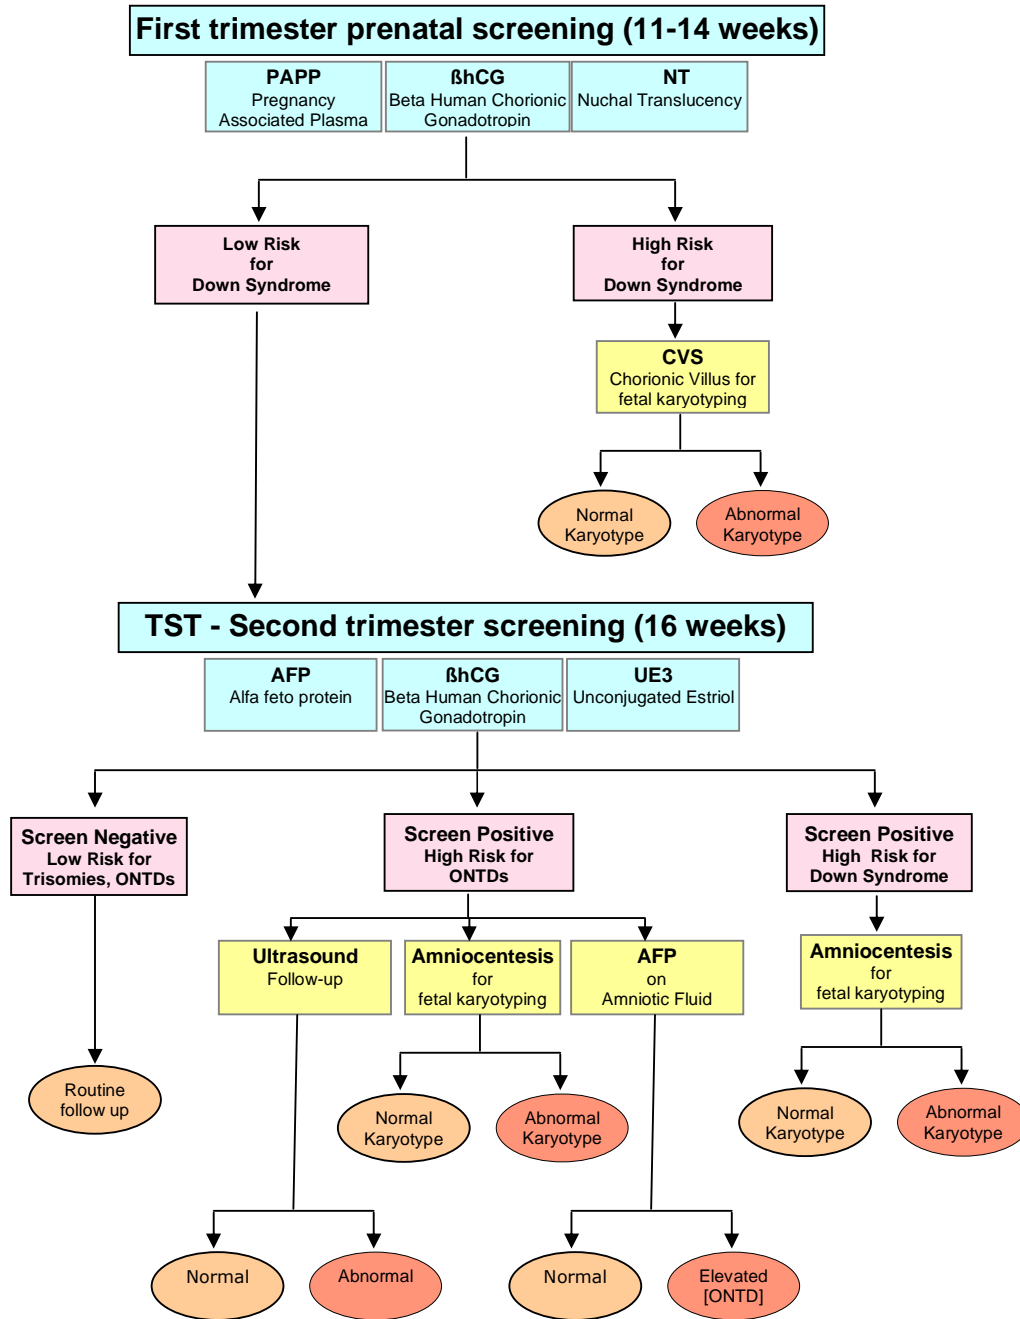 First trimester prenatal screening (11-14 weeks)
PAPP
Pregnancy
Associated Plasma
ßhCG
Beta Human Chorionic
Gonadotropin
NT
Nuchal Translucency
Low Risk
for
Down Syndrome
High Risk
for
Down Syndrome
CVS
Chorionic Villus for
fetal karyotyping
Normal
Karyotype
Abnormal
Karyotype
TST - Second trimester screening (16 weeks)
AFP
Alfa feto protein
ßhCG
Beta Human Chorionic
Gonadotropin
UE3
Unconjugated Estriol
Screen Negative
Low Risk for
Trisomies, ONTDs
Screen Positive
High Risk for
ONTDs
Screen Positive
High Risk for
Down Syndrome
Ultrasound
Follow-up
Amniocentesis
for
fetal karyotyping
AFP
on
Amniotic Fluid
Amniocentesis
for
fetal karyotyping
Routine
follow up
Normal
Karyotype
Abnormal
Karyotype
Normal
Karyotype
Abnormal
Karyotype
Normal
Abnormal
Normal
Elevated
[ONTD]